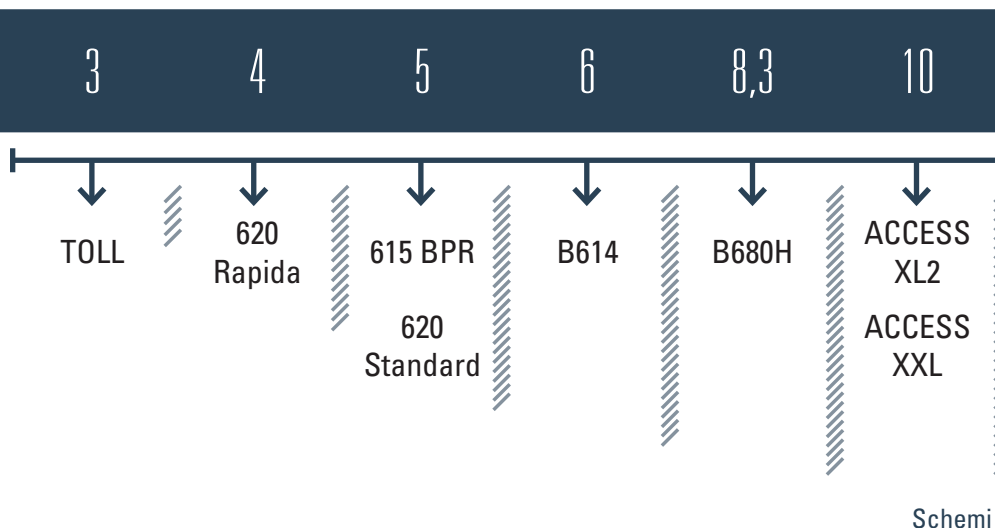 3
4
5
6
8,3
10
TOLL
620
Rapida
615 BPR
620
Standard
B614
B680H
ACCESS
XL2
ACCESS
XXL
Schemi